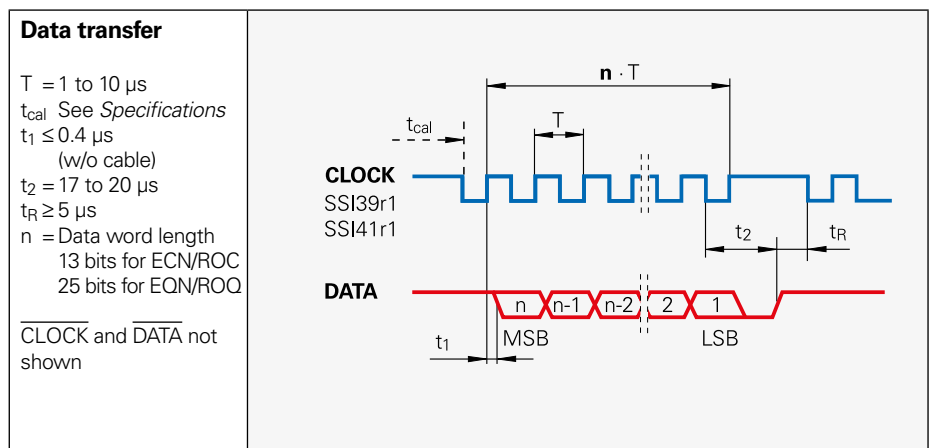 Data transfer
T = 1 to 10 µs
tcal See Specifications
t1 ≤ 0.4 µs
(w/o cable)
t2 = 17 to 20 µs
tR ≥ 5 µs
n = Data word length
13 bits for ECN/ROC
25 bits for EQN/ROQ
CLOCK and DATA not
shown
n · T
tcal
T
CLOCK
SSI39r1
SSI41r1
t2
tR
DATA
n
n-1
n-2
2
1
t1
MSB
LSB